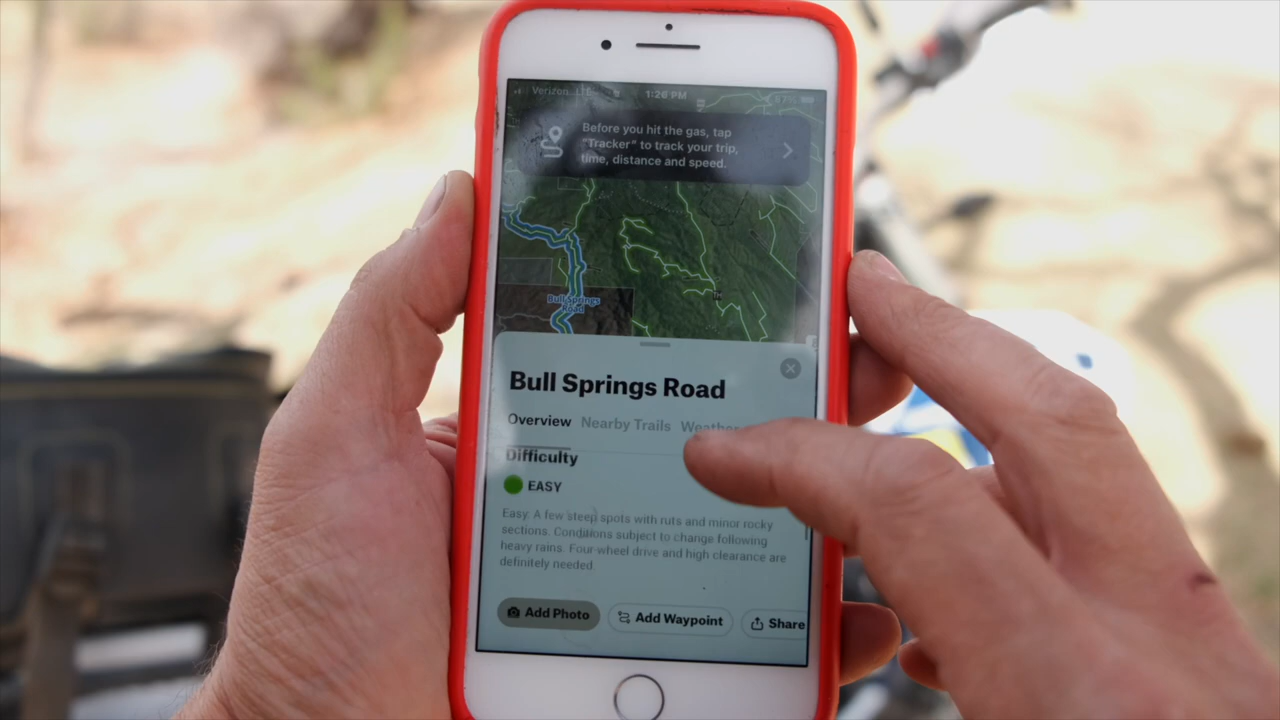 Verizon LTE 1:26 PM
Before you hit the gas, tap
"Tracker" to track your trip,
time, distance and speed.
Bull Springs
Road
Bull Springs Road
Overview Nearby Trails Weather
Difficulty
EASY
Easy. A few steep spots with ruts and minor rocky
sections. Conditions subject to change following
heavy rains. Four-wheel drive and high clearance are
definitely needed
Add Photo Add Waypoint Share